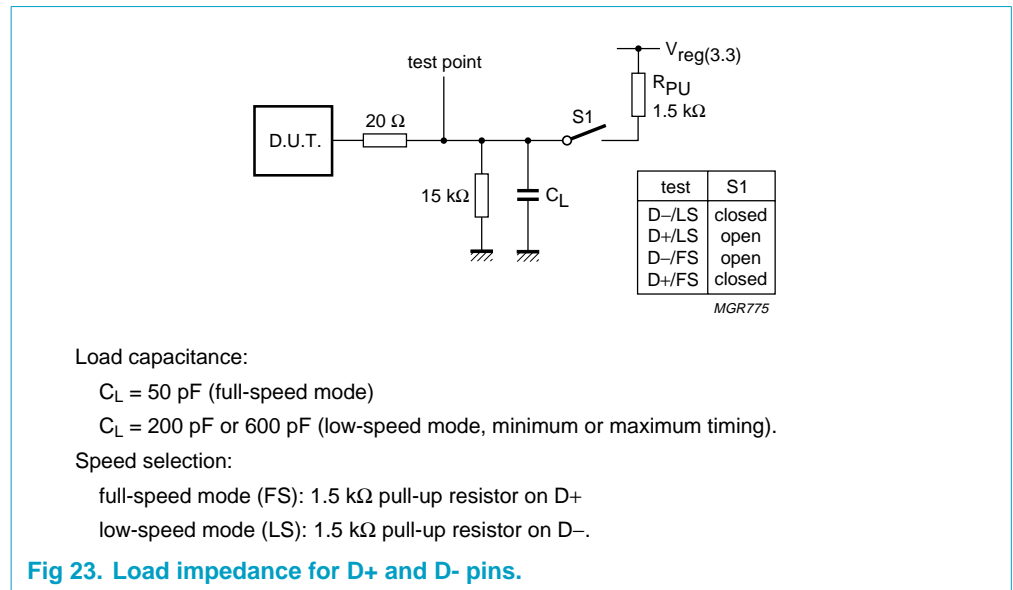 test point
V_reg(3.3)
R_PU
1.5 kΩ
S1
20 Ω
D.U.T.
15 kΩ
C_L
test S1
D−/LS closed
D+/LS open
D−/FS open
D+/FS closed
MGR775
Load capacitance:
C_L = 50 pF (full-speed mode)
C_L = 200 pF or 600 pF (low-speed mode, minimum or maximum timing).
Speed selection:
full-speed mode (FS): 1.5 kΩ pull-up resistor on D+
low-speed mode (LS): 1.5 kΩ pull-up resistor on D−.
Fig 23. Load impedance for D+ and D- pins.